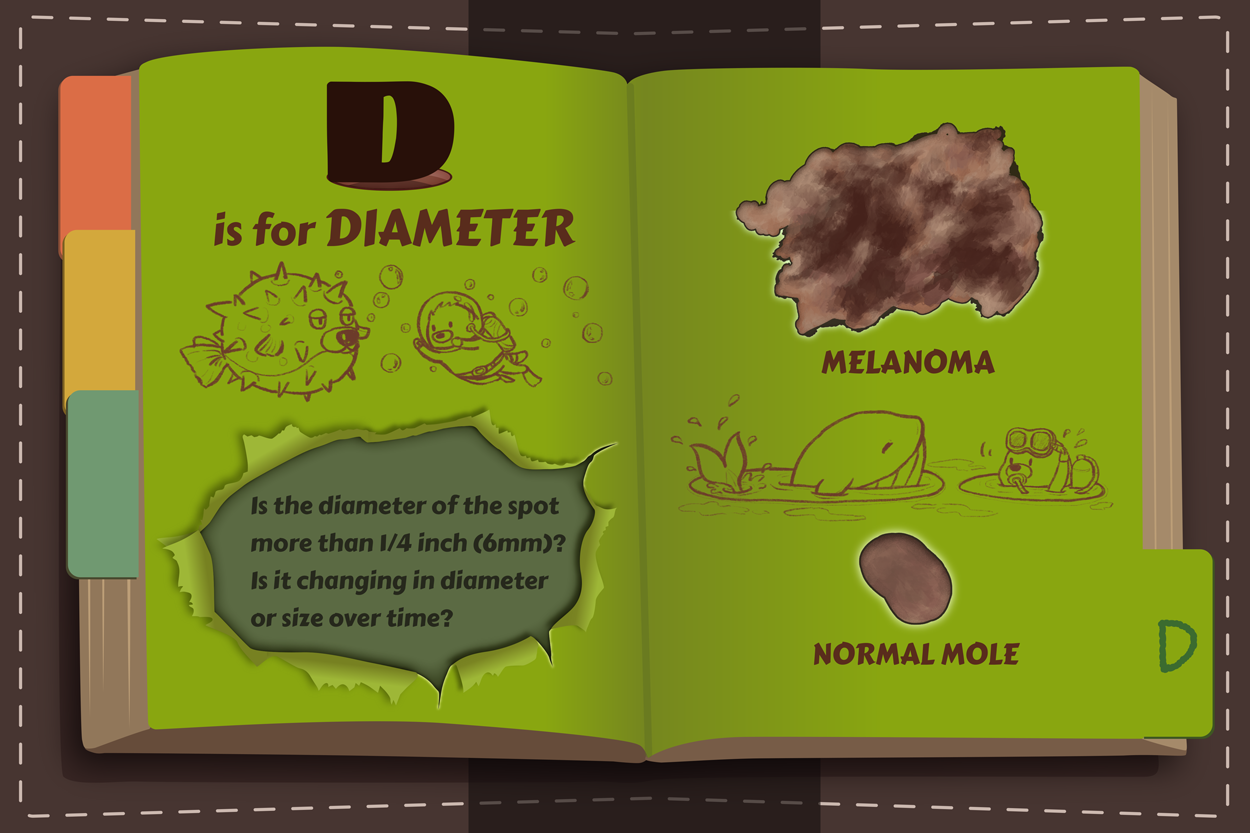 D
is for DIAMETER
Is the diameter of the spot
more than 1/4 inch (6mm)?
Is it changing in diameter
or size over time?
MELANOMA
NORMAL MOLE
D